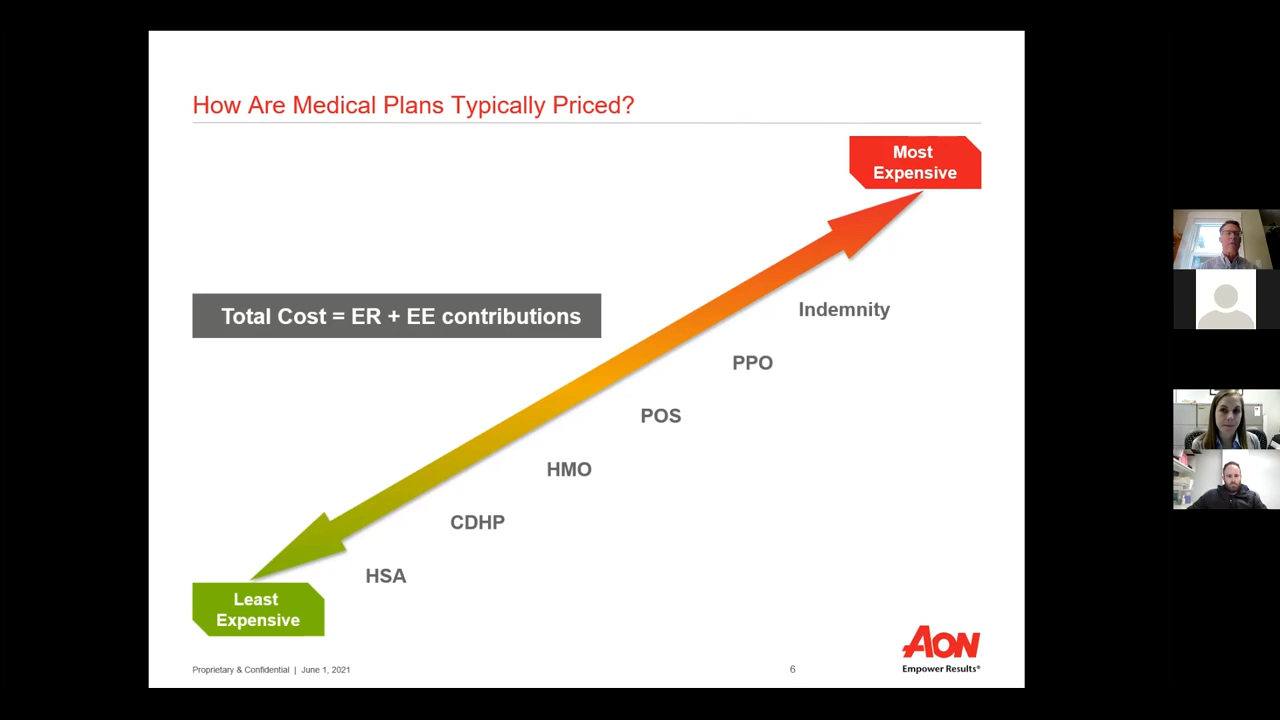 How Are Medical Plans Typically Priced?
Most
Expensive
Total Cost = ER + EE contributions
Indemnity
PPO
POS
HMO
CDHP
HSA
Least
Expensive
Proprietary & Confidential | June 1, 2021
6
AON
Empower Results®